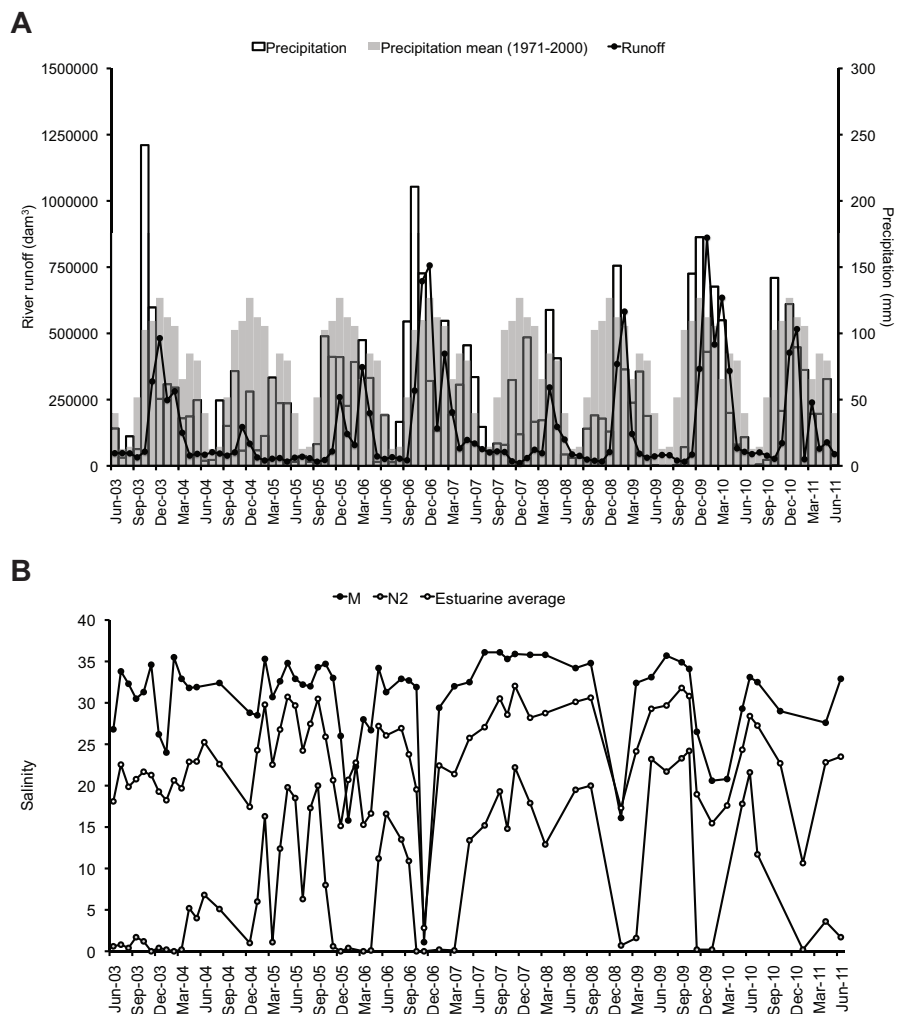 A
Precipitation Precipitation mean (1971-2000) Runoff
1500000
1250000
1000000
750000
500000
250000
0
River runoff (dam³)
300
250
200
150
100
50
0
Precipitation (mm)
Jun-03 Sep-03 Dec-03 Mar-04 Jun-04 Sep-04 Dec-04 Mar-05 Jun-05 Sep-05 Dec-05 Mar-06 Jun-06 Sep-06 Dec-06 Mar-07 Jun-07 Sep-07 Dec-07 Mar-08 Jun-08 Sep-08 Dec-08 Mar-09 Jun-09 Sep-09 Dec-09 Mar-10 Jun-10 Sep-10 Dec-10 Mar-11 Jun-11
B
M N2 Estuarine average
40
35
30
25
20
15
10
5
0
Salinity
Jun-03 Sep-03 Dec-03 Mar-04 Jun-04 Sep-04 Dec-04 Mar-05 Jun-05 Sep-05 Dec-05 Mar-06 Jun-06 Sep-06 Dec-06 Mar-07 Jun-07 Sep-07 Dec-07 Mar-08 Jun-08 Sep-08 Dec-08 Mar-09 Jun-09 Sep-09 Dec-09 Mar-10 Jun-10 Sep-10 Dec-10 Mar-11 Jun-11